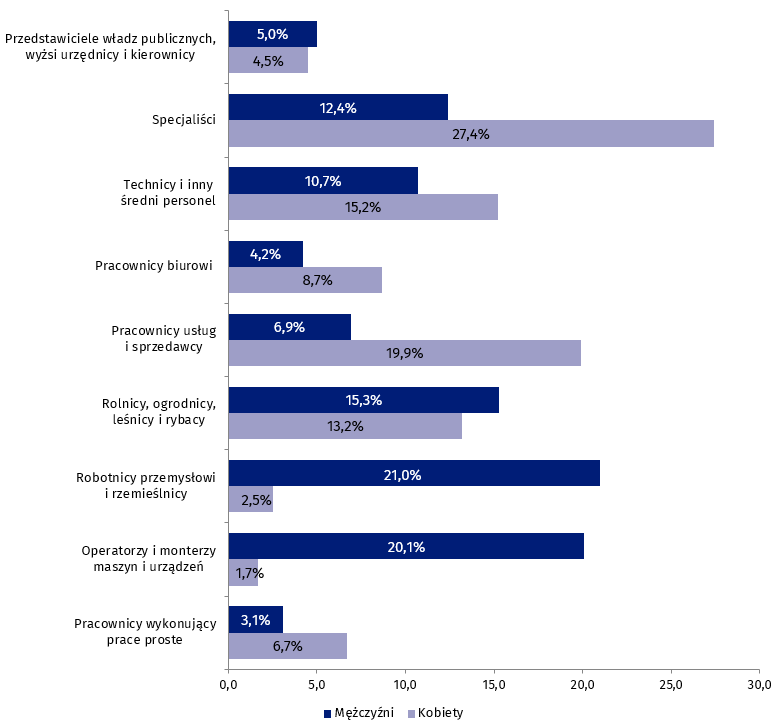 Przedstawiciele władz publicznych,
wyżsi urzędnicy i kierownicy
5,0%
4,5%
Specjaliści
12,4%
27,4%
Technicy i inny
średni personel
10,7%
15,2%
Pracownicy biurowi
4,2%
8,7%
Pracownicy usług
i sprzedawcy
6,9%
19,9%
Rolnicy, ogrodnicy,
leśnicy i rybacy
15,3%
13,2%
Robotnicy przemysłowi
i rzemieślnicy
21,0%
2,5%
Operatorzy i monterzy
maszyn i urządzeń
20,1%
1,7%
Pracownicy wykonujący
prace proste
3,1%
6,7%
0,0 5,0 10,0 15,0 20,0 25,0 30,0
Mężczyźni Kobiety